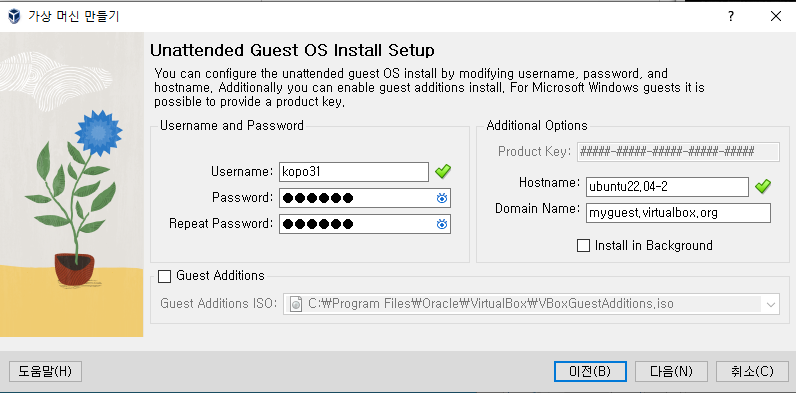 가상 머신 만들기
Unattended Guest OS Install Setup
You can configure the unattended guest OS install by modifying username, password, and
hostname. Additionally you can enable guest additions install. For Microsoft Windows guests it is
possible to provide a product key.
Username and Password
Username: kopo31
Password: ●●●●●●
Repeat Password: ●●●●●●
Additional Options
Product Key: #####-#####-#####-#####-#####
Hostname: ubuntu22.04-2
Domain Name: myguest.virtualbox.org
Install in Background
Guest Additions
Guest Additions ISO: C:₩Program Files₩Oracle₩VirtualBox₩VBoxGuestAdditions.iso
도움말(H) 이전(B) 다음(N) 취소(C)